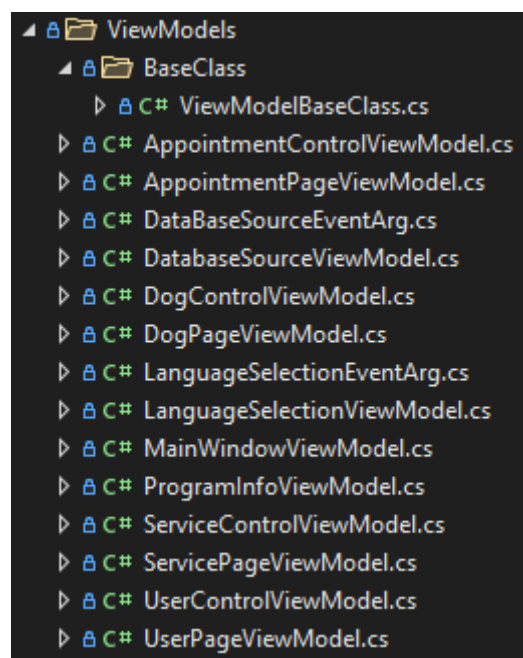 ViewModels
BaseClass
C# ViewModelBaseClass.cs
C# AppointmentControlViewModel.cs
C# AppointmentPageViewModel.cs
C# DataBaseSourceEventArg.cs
C# DatabaseSourceViewModel.cs
C# DogControlViewModel.cs
C# DogPageViewModel.cs
C# LanguageSelectionEventArg.cs
C# LanguageSelectionViewModel.cs
C# MainWindowViewModel.cs
C# ProgramInfoViewModel.cs
C# ServiceControlViewModel.cs
C# ServicePageViewModel.cs
C# UserControlViewModel.cs
C# UserPageViewModel.cs